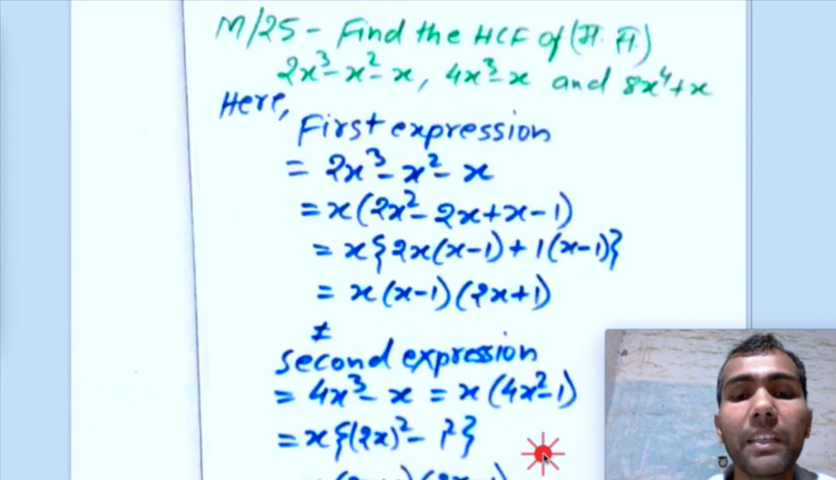 M/25 - Find the HCF of (म. स.)
2x³-x²-x, 4x³-x and 8x⁴+x
Here,
First expression
= 2x³-x²-x
= x(2x²-2x+x-1)
= x{2x(x-1)+1(x-1)}
= x(x-1)(2x+1)
Second expression
= 4x³-x = x(4x²-1)
= x{(2x)²-1²}